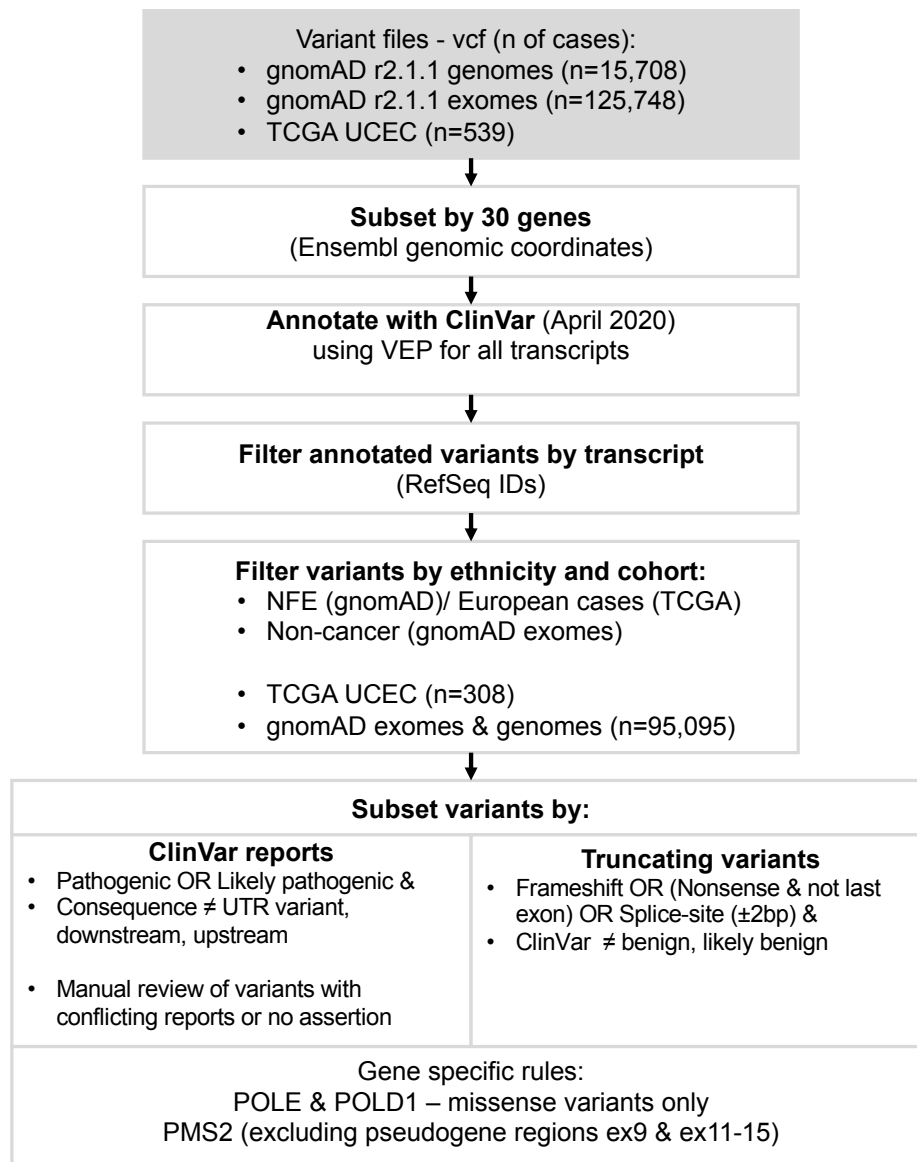 Variant files - vcf (n of cases):
• gnomAD r2.1.1 genomes (n=15,708)
• gnomAD r2.1.1 exomes (n=125,748)
• TCGA UCEC (n=539)
Subset by 30 genes
(Ensembl genomic coordinates)
Annotate with ClinVar (April 2020)
using VEP for all transcripts
Filter annotated variants by transcript
(RefSeq IDs)
Filter variants by ethnicity and cohort:
• NFE (gnomAD)/ European cases (TCGA)
• Non-cancer (gnomAD exomes)
• TCGA UCEC (n=308)
• gnomAD exomes & genomes (n=95,095)
Subset variants by:
ClinVar reports
• Pathogenic OR Likely pathogenic &
• Consequence ≠ UTR variant,
downstream, upstream
• Manual review of variants with
conflicting reports or no assertion
Truncating variants
• Frameshift OR (Nonsense & not last
exon) OR Splice-site (±2bp) &
• ClinVar ≠ benign, likely benign
Gene specific rules:
POLE & POLD1 – missense variants only
PMS2 (excluding pseudogene regions ex9 & ex11-15)